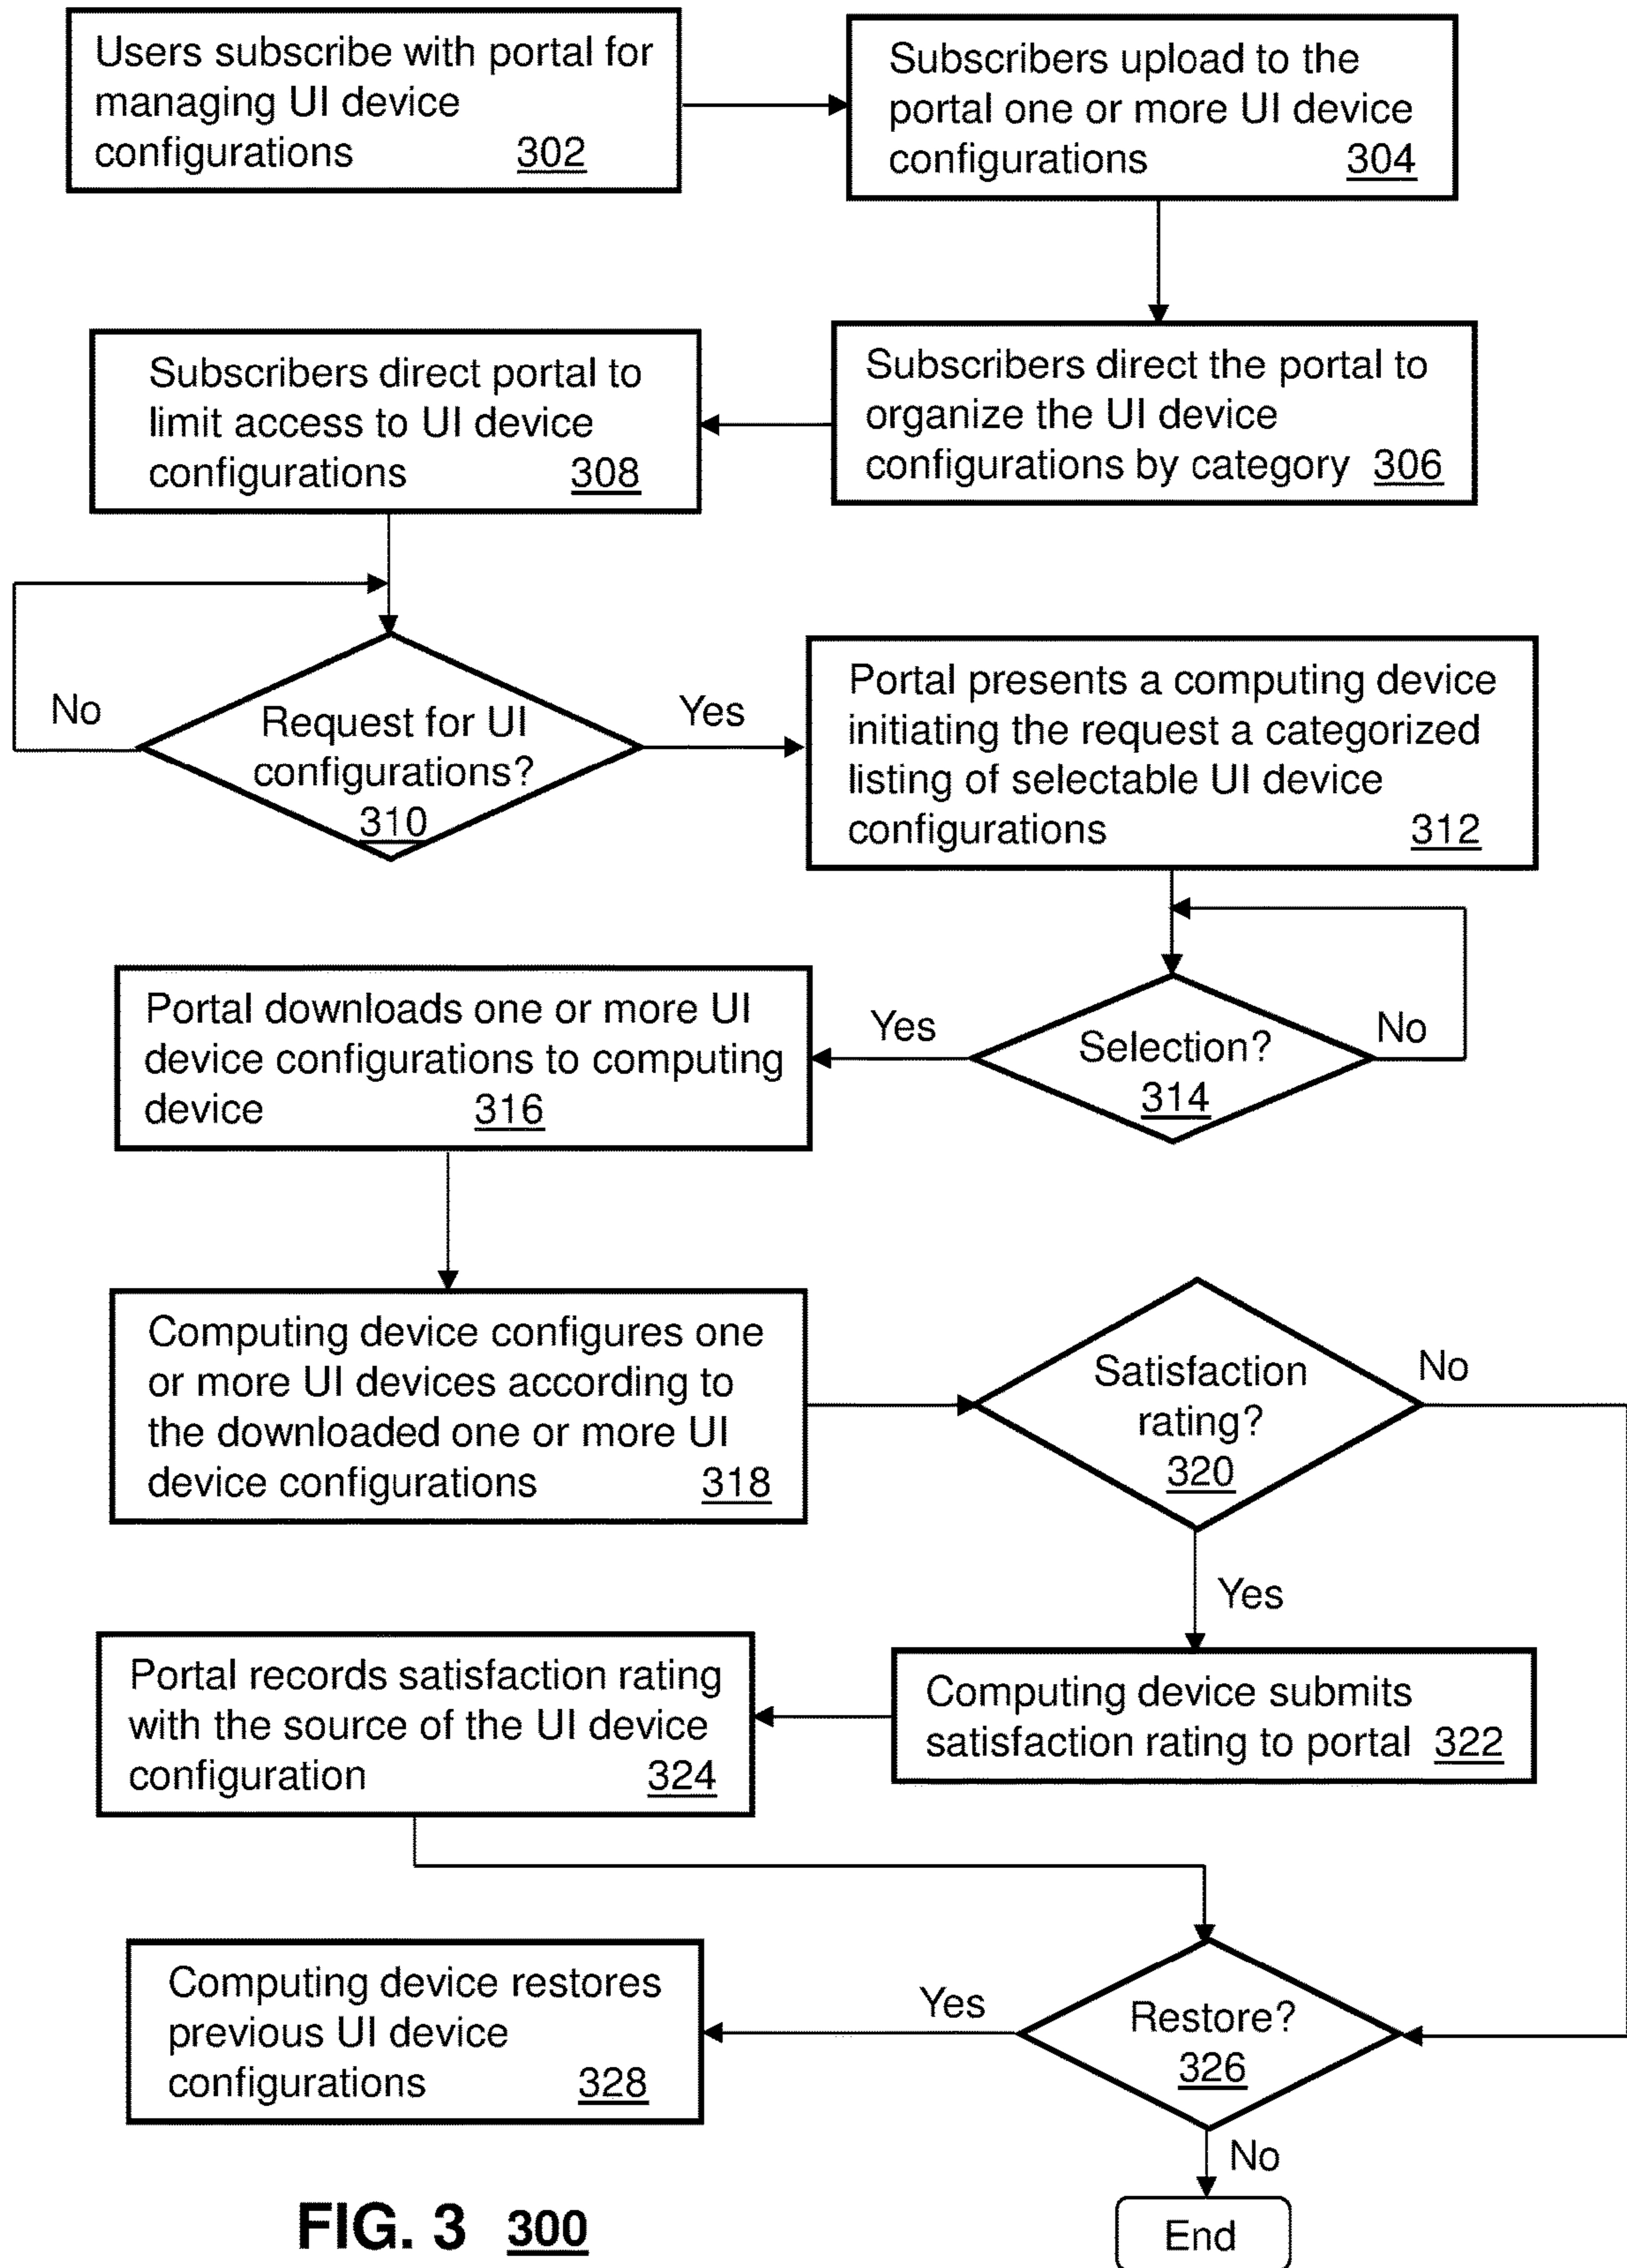 Users subscribe with portal for
managing UI device
configurations 302
Subscribers upload to the
portal one or more UI device
configurations 304
Subscribers direct the portal to
organize the UI device
configurations by category 306
Subscribers direct portal to
limit access to UI device
configurations 308
No
Request for UI
configurations?
310
Yes
Portal presents a computing device
initiating the request a categorized
listing of selectable UI device
configurations 312
Selection?
314
No
Yes
Portal downloads one or more UI
device configurations to computing
device 316
Computing device configures one
or more UI devices according to
the downloaded one or more UI
device configurations 318
Satisfaction
rating?
320
No
Yes
Computing device submits
satisfaction rating to portal 322
Portal records satisfaction rating
with the source of the UI device
configuration 324
Restore?
326
Yes
Computing device restores
previous UI device
configurations 328
No
End
FIG. 3 300